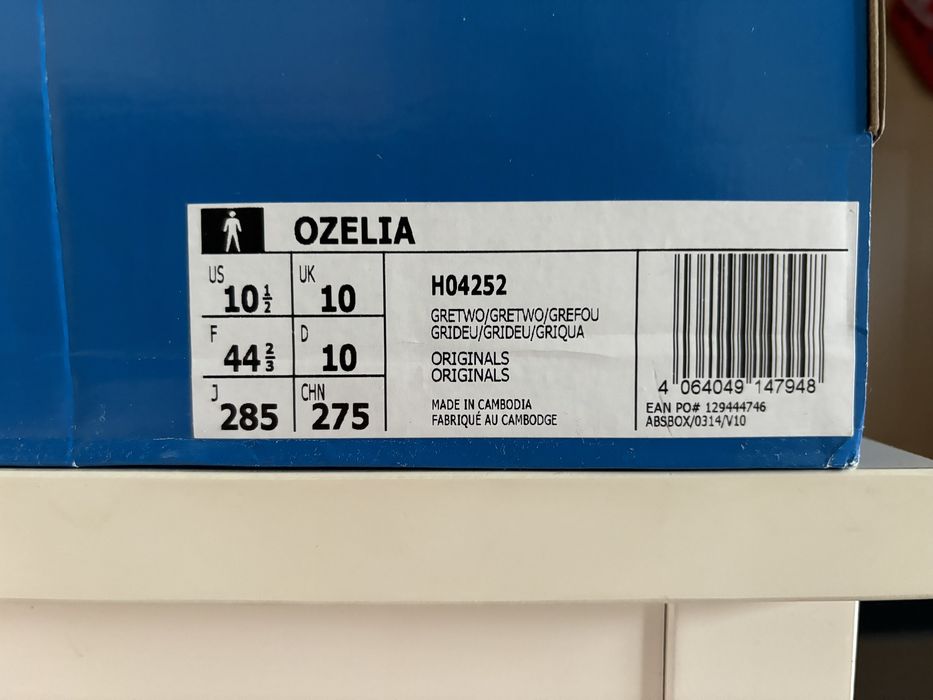 OZELIA
US 10 1/2 UK 10
F 44 2/3 D 10
J 285 CHN 275
H04252
GRETWO/GRETWO/GREFOU
GRIDEU/GRIDEU/GRIQUA
ORIGINALS
ORIGINALS
MADE IN CAMBODIA
FABRIQUÉ AU CAMBODGE
4 064049 147948
EAN PO# 129444746
ABSBOX/0314/V10